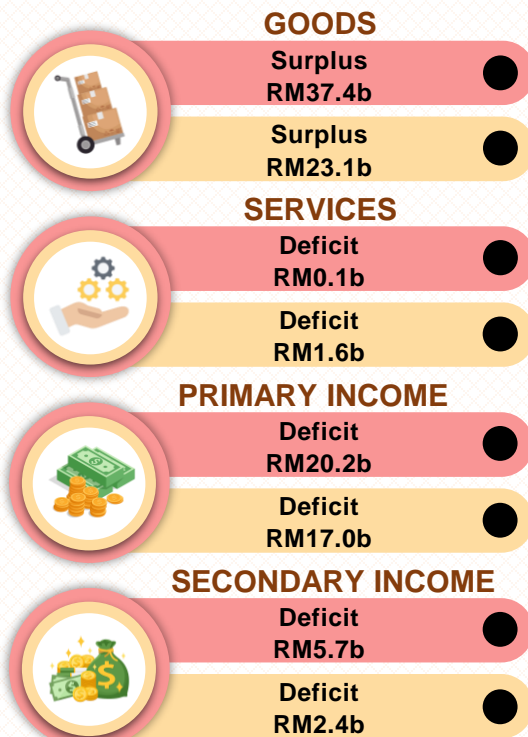 GOODS
Surplus
RM37.4b
Surplus
RM23.1b
SERVICES
Deficit
RM0.1b
Deficit
RM1.6b
PRIMARY INCOME
Deficit
RM20.2b
Deficit
RM17.0b
SECONDARY INCOME
Deficit
RM5.7b
Deficit
RM2.4b